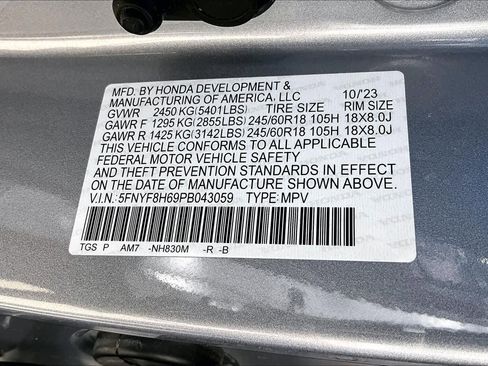 MFD. BY HONDA DEVELOPMENT &
MANUFACTURING OF AMERICA, LLC 10/'23
GVWR 2450 KG(5401LBS) TIRE SIZE RIM SIZE
GAWR F 1295 KG(2855LBS) 245/60R18 105H 18X8.0J
GAWR R 1425 KG(3142LBS) 245/60R18 105H 18X8.0J
THIS VEHICLE CONFORMS TO ALL APPLICABLE
FEDERAL MOTOR VEHICLE SAFETY
AND THEFT PREVENTION STANDARDS IN EFFECT
ON THE DATE OF MANUFACTURE SHOWN ABOVE.
V.I.N.: 5FNYF8H69PB043059 TYPE: MPV
TGS P AM7 -NH830M -R -B